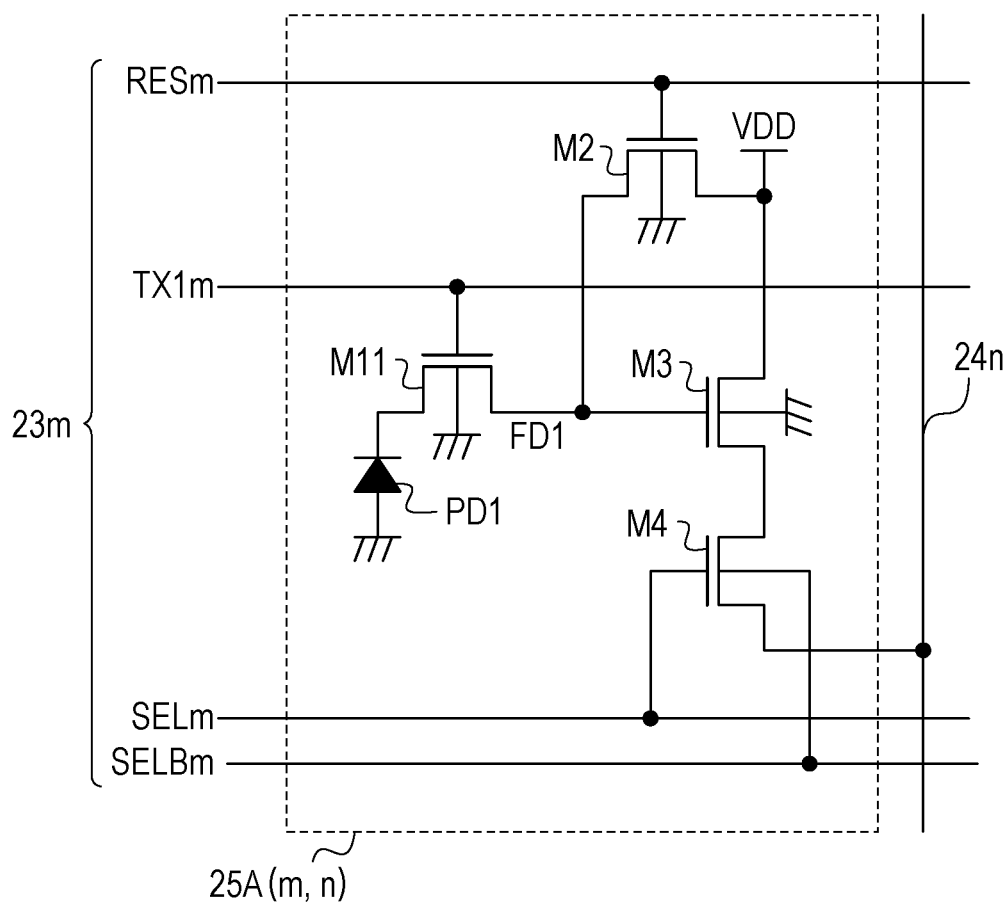 RESm
VDD
M2
TX1m
M11
M3
24n
23m
FD1
PD1
M4
SELm
SELBm
25A (m, n)